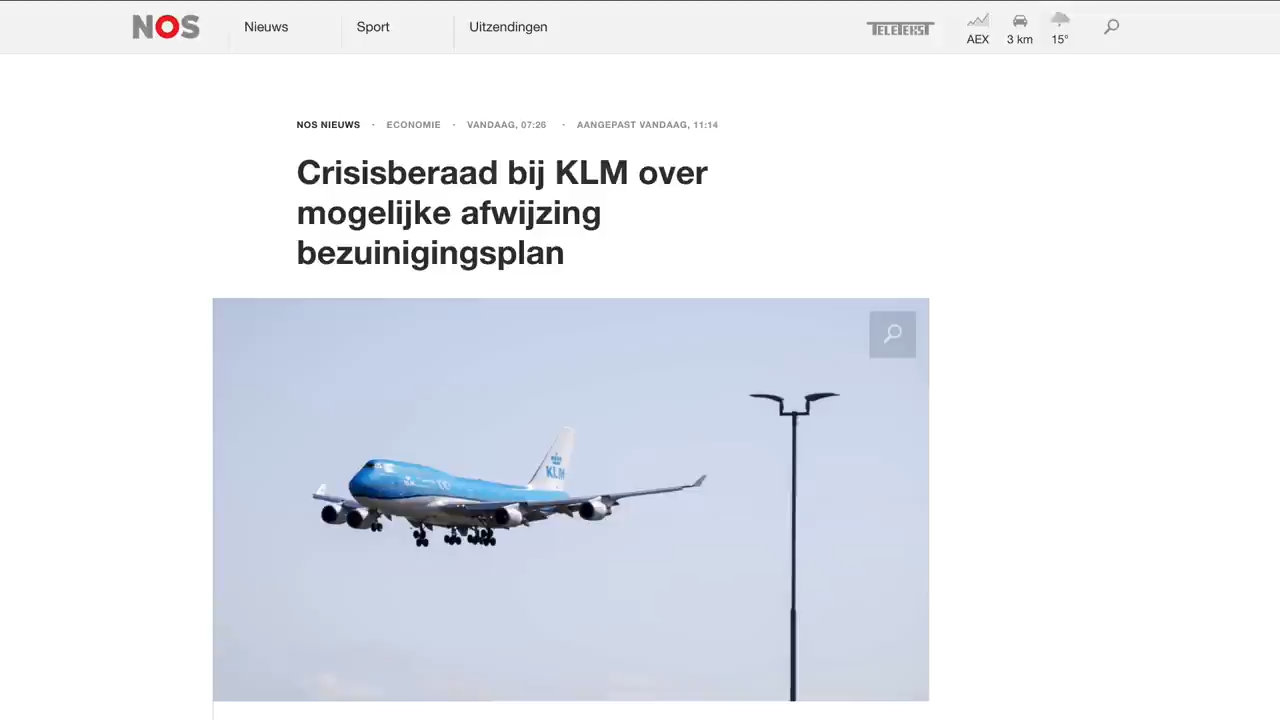 NOS
Nieuws
Sport
Uitzendingen
TELETEKST
AEX
3 km
15°
NOS NIEUWS - ECONOMIE - VANDAAG, 07:26 - AANGEPAST VANDAAG, 11:14
Crisisberaad bij KLM over
mogelijke afwijzing
bezuinigingsplan
KLM